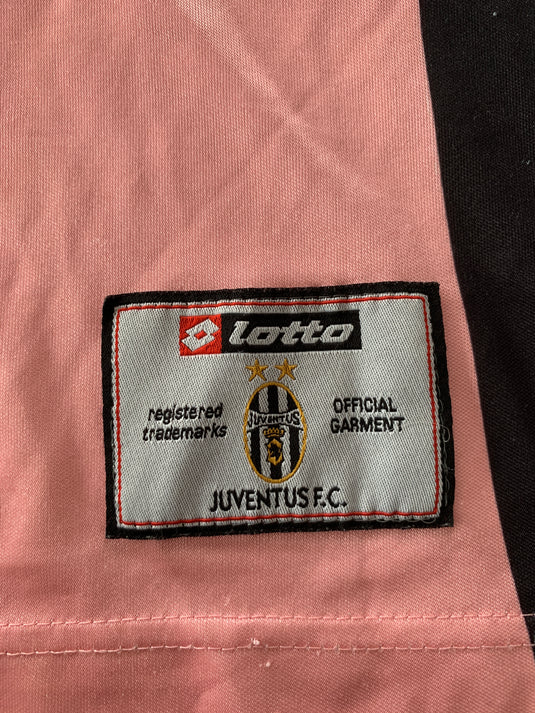 lotto
registered
trademarks
JUVENTUS
OFFICIAL
GARMENT
JUVENTUS F.C.